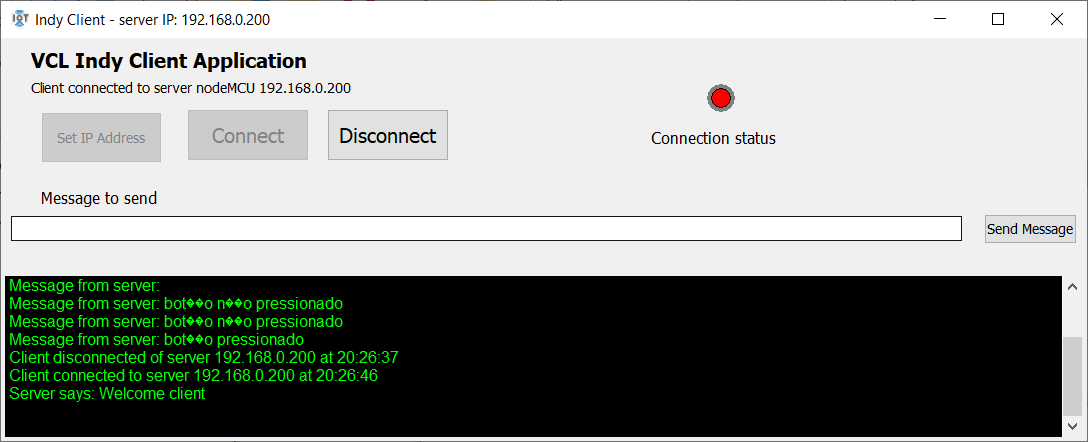 Indy Client - server IP: 192.168.0.200
VCL Indy Client Application
Client connected to server nodeMCU 192.168.0.200
Set IP Address
Connect
Disconnect
Connection status
Message to send
Send Message
Message from server:
Message from server: bot��o n��o pressionado
Message from server: bot��o n��o pressionado
Message from server: bot��o pressionado
Client disconnected of server 192.168.0.200 at 20:26:37
Client connected to server 192.168.0.200 at 20:26:46
Server says: Welcome client